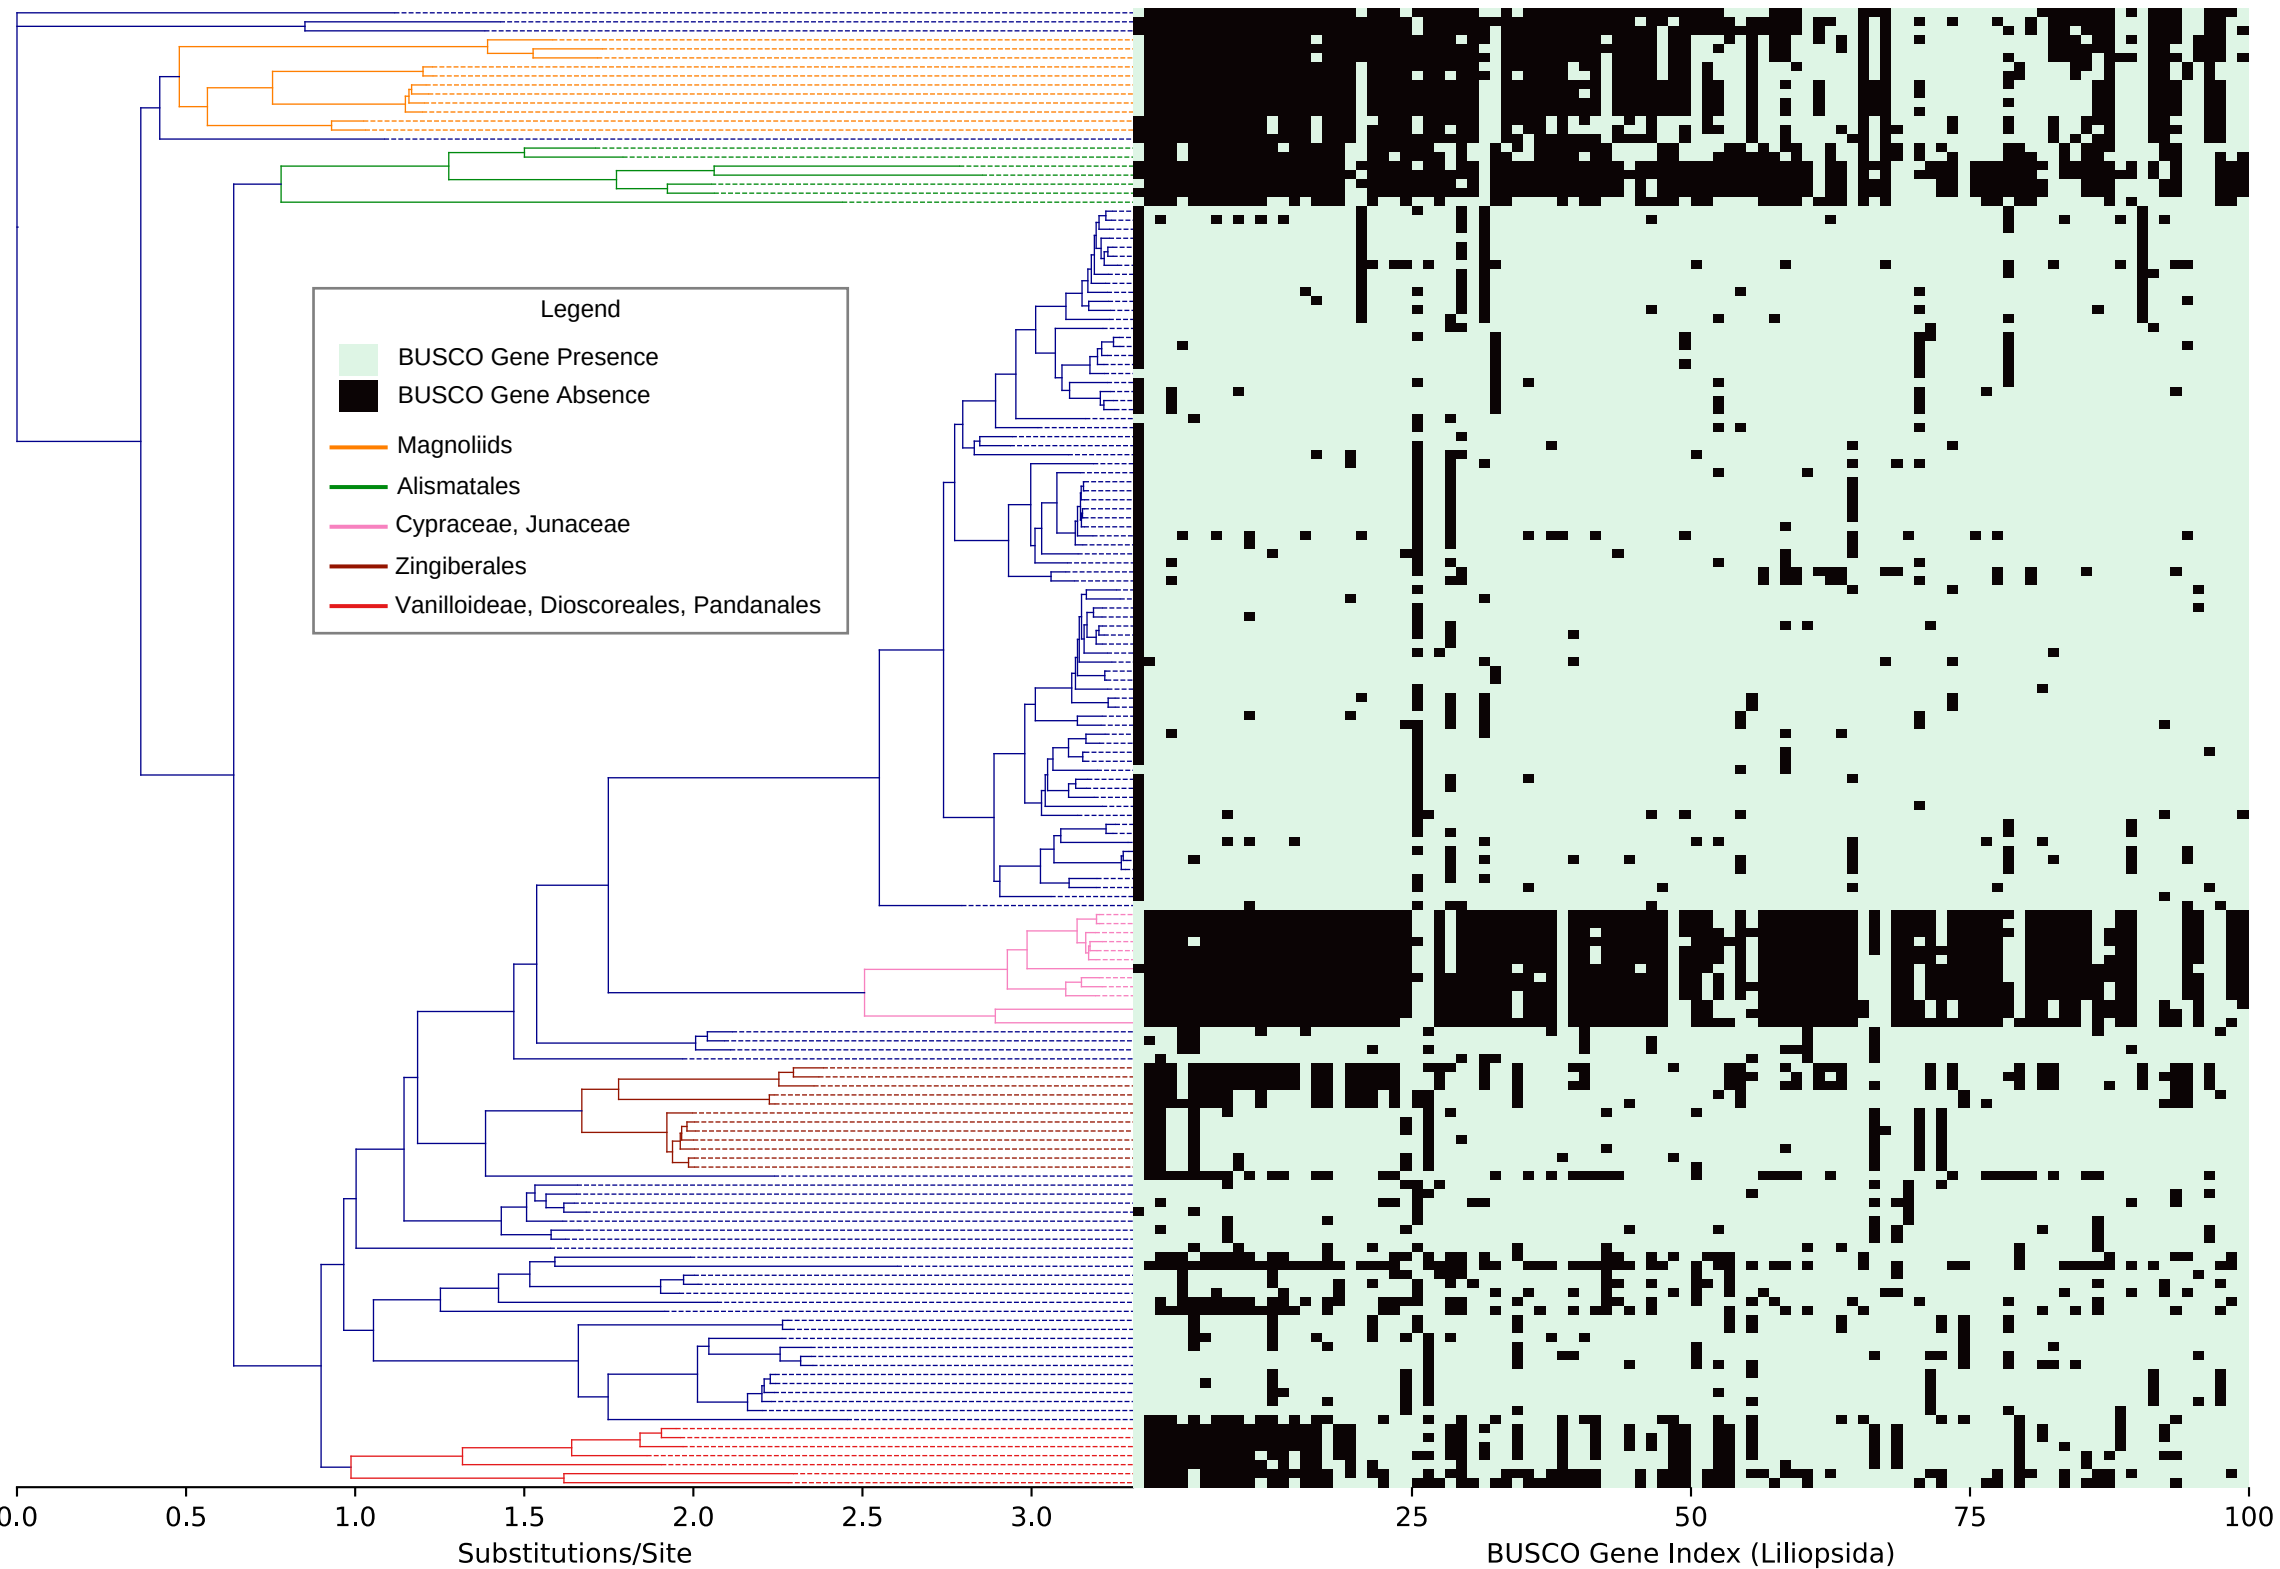 Legend
BUSCO Gene Presence
BUSCO Gene Absence
Magnoliids
Alismatales
Cypraceae, Junaceae
Zingiberales
Vanilloideae, Dioscoreales, Pandanales
0.0 0.5 1.0 1.5 2.0 2.5 3.0 25 50 75 100
Substitutions/Site BUSCO Gene Index (Liliopsida)